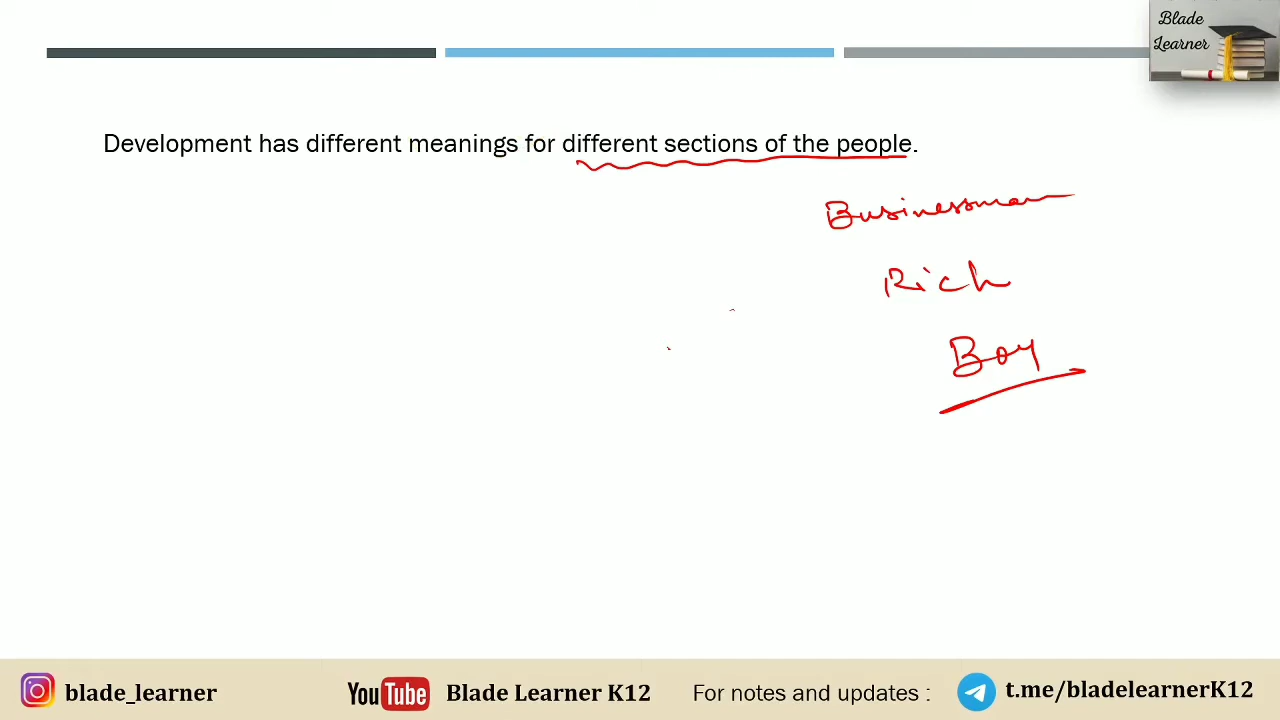 Blade
Learner
Development has different meanings for different sections of the people.
Businessman
Rich
Boy
blade_learner
YouTube Blade Learner K12
For notes and updates :
t.me/bladelearnerK12